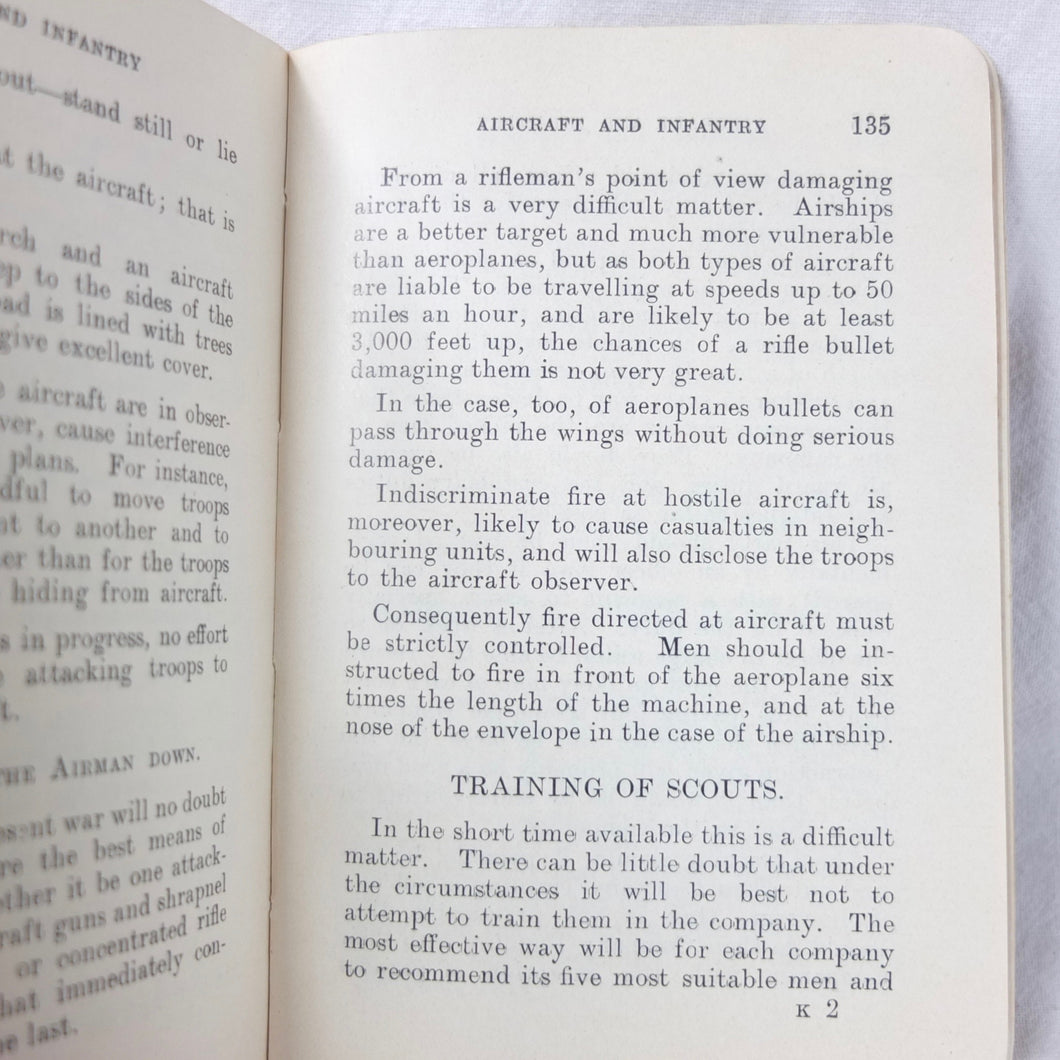 ND INFANTRY
out—stand still or lie
at the aircraft; that is
rch and an aircraft
ep to the sides of the
oad is lined with trees
give excellent cover.
aircraft are in obser-
ver, cause interference
plans. For instance,
dful to move troops
nt to another and to
er than for the troops
hiding from aircraft.
s in progress, no effort
attacking troops to
t.
THE AIRMAN DOWN.
esent war will no doubt
re the best means of
ther it be one attack-
raft guns and shrapnel
or concentrated rifle
hat immediately con-
he last.
AIRCRAFT AND INFANTRY 135
From a rifleman's point of view damaging
aircraft is a very difficult matter. Airships
are a better target and much more vulnerable
than aeroplanes, but as both types of aircraft
are liable to be travelling at speeds up to 50
miles an hour, and are likely to be at least
3,000 feet up, the chances of a rifle bullet
damaging them is not very great.
In the case, too, of aeroplanes bullets can
pass through the wings without doing serious
damage.
Indiscriminate fire at hostile aircraft is,
moreover, likely to cause casualties in neigh-
bouring units, and will also disclose the troops
to the aircraft observer.
Consequently fire directed at aircraft must
be strictly controlled. Men should be in-
structed to fire in front of the aeroplane six
times the length of the machine, and at the
nose of the envelope in the case of the airship.
TRAINING OF SCOUTS.
In the short time available this is a difficult
matter. There can be little doubt that under
the circumstances it will be best not to
attempt to train them in the company. The
most effective way will be for each company
to recommend its five most suitable men and
K 2